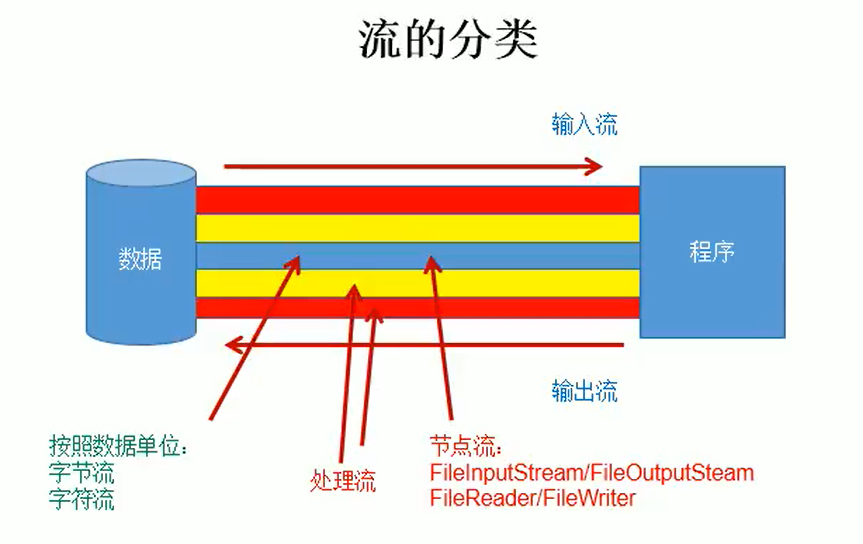 流的分类
输入流
数据
程序
输出流
按照数据单位：
字节流
字符流
处理流
节点流：
FileInputStream/FileOutputSteam
FileReader/FileWriter